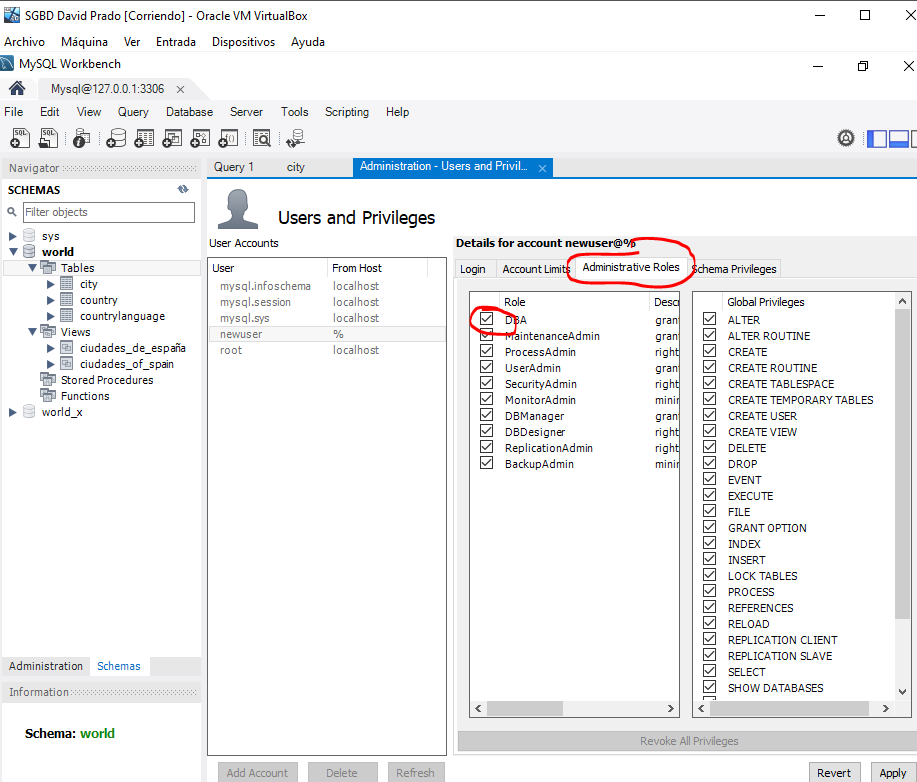 SGBD David Prado [Corriendo] - Oracle VM VirtualBox
Archivo Máquina Ver Entrada Dispositivos Ayuda
MySQL Workbench
Mysql@127.0.0.1:3306
File Edit View Query Database Server Tools Scripting Help
Navigator
SCHEMAS
Filter objects
sys
world
Tables
city
country
countrylanguage
Views
ciudades_de_españa
ciudades_of_spain
Stored Procedures
Functions
world_x
Administration Schemas
Information
Schema: world
Query 1 city Administration - Users and Privil...
Users and Privileges
User Accounts
User From Host
mysql.infoschema localhost
mysql.session localhost
mysql.sys localhost
newuser %
root localhost
Add Account Delete Refresh
Details for account newuser@%
Login Account Limits Administrative Roles Schema Privileges
Role Descr
DBA grant
MaintenanceAdmin grant
ProcessAdmin right
UserAdmin grant
SecurityAdmin right
MonitorAdmin minir
DBManager grant
DBDesigner right
ReplicationAdmin right
BackupAdmin minir
Global Privileges
ALTER
ALTER ROUTINE
CREATE
CREATE ROUTINE
CREATE TABLESPACE
CREATE TEMPORARY TABLES
CREATE USER
CREATE VIEW
DELETE
DROP
EVENT
EXECUTE
FILE
GRANT OPTION
INDEX
INSERT
LOCK TABLES
PROCESS
REFERENCES
RELOAD
REPLICATION CLIENT
REPLICATION SLAVE
SELECT
SHOW DATABASES
Revoke All Privileges
Revert Apply